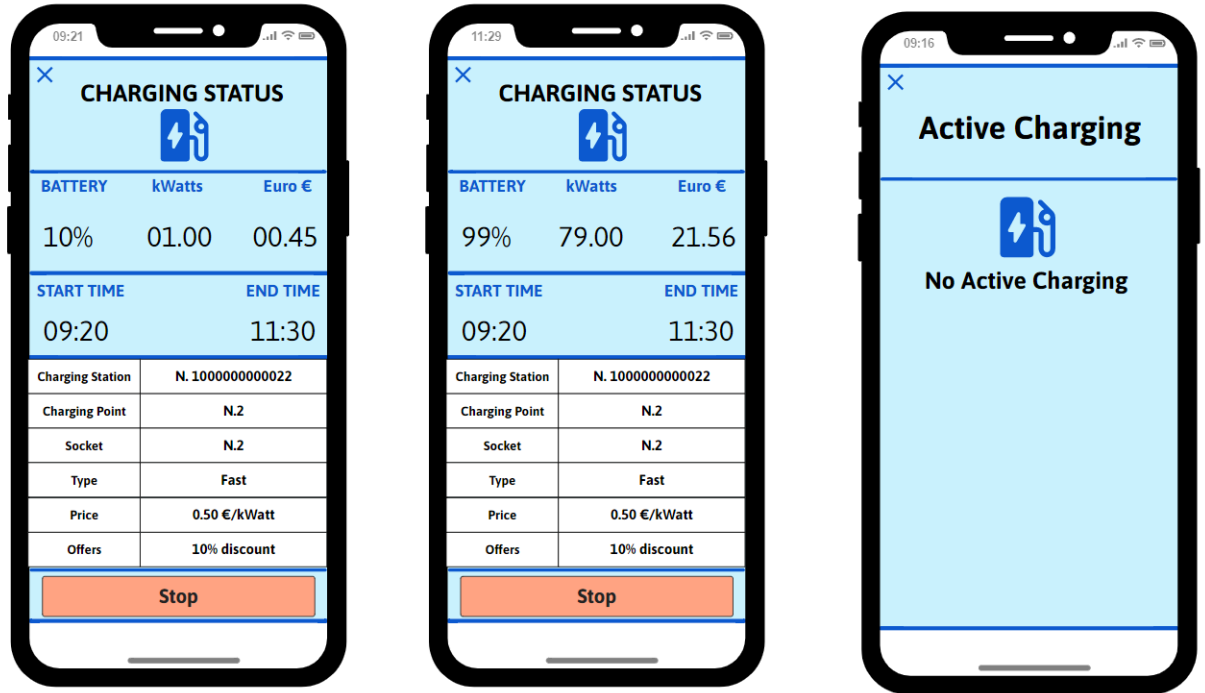 09:21
CHARGING STATUS
BATTERY kWatts Euro €
10% 01.00 00.45
START TIME END TIME
09:20 11:30
Charging Station N. 1000000000022
Charging Point N.2
Socket N.2
Type Fast
Price 0.50 €/kWatt
Offers 10% discount
Stop
11:29
CHARGING STATUS
BATTERY kWatts Euro €
99% 79.00 21.56
START TIME END TIME
09:20 11:30
Charging Station N. 1000000000022
Charging Point N.2
Socket N.2
Type Fast
Price 0.50 €/kWatt
Offers 10% discount
Stop
09:16
Active Charging
No Active Charging